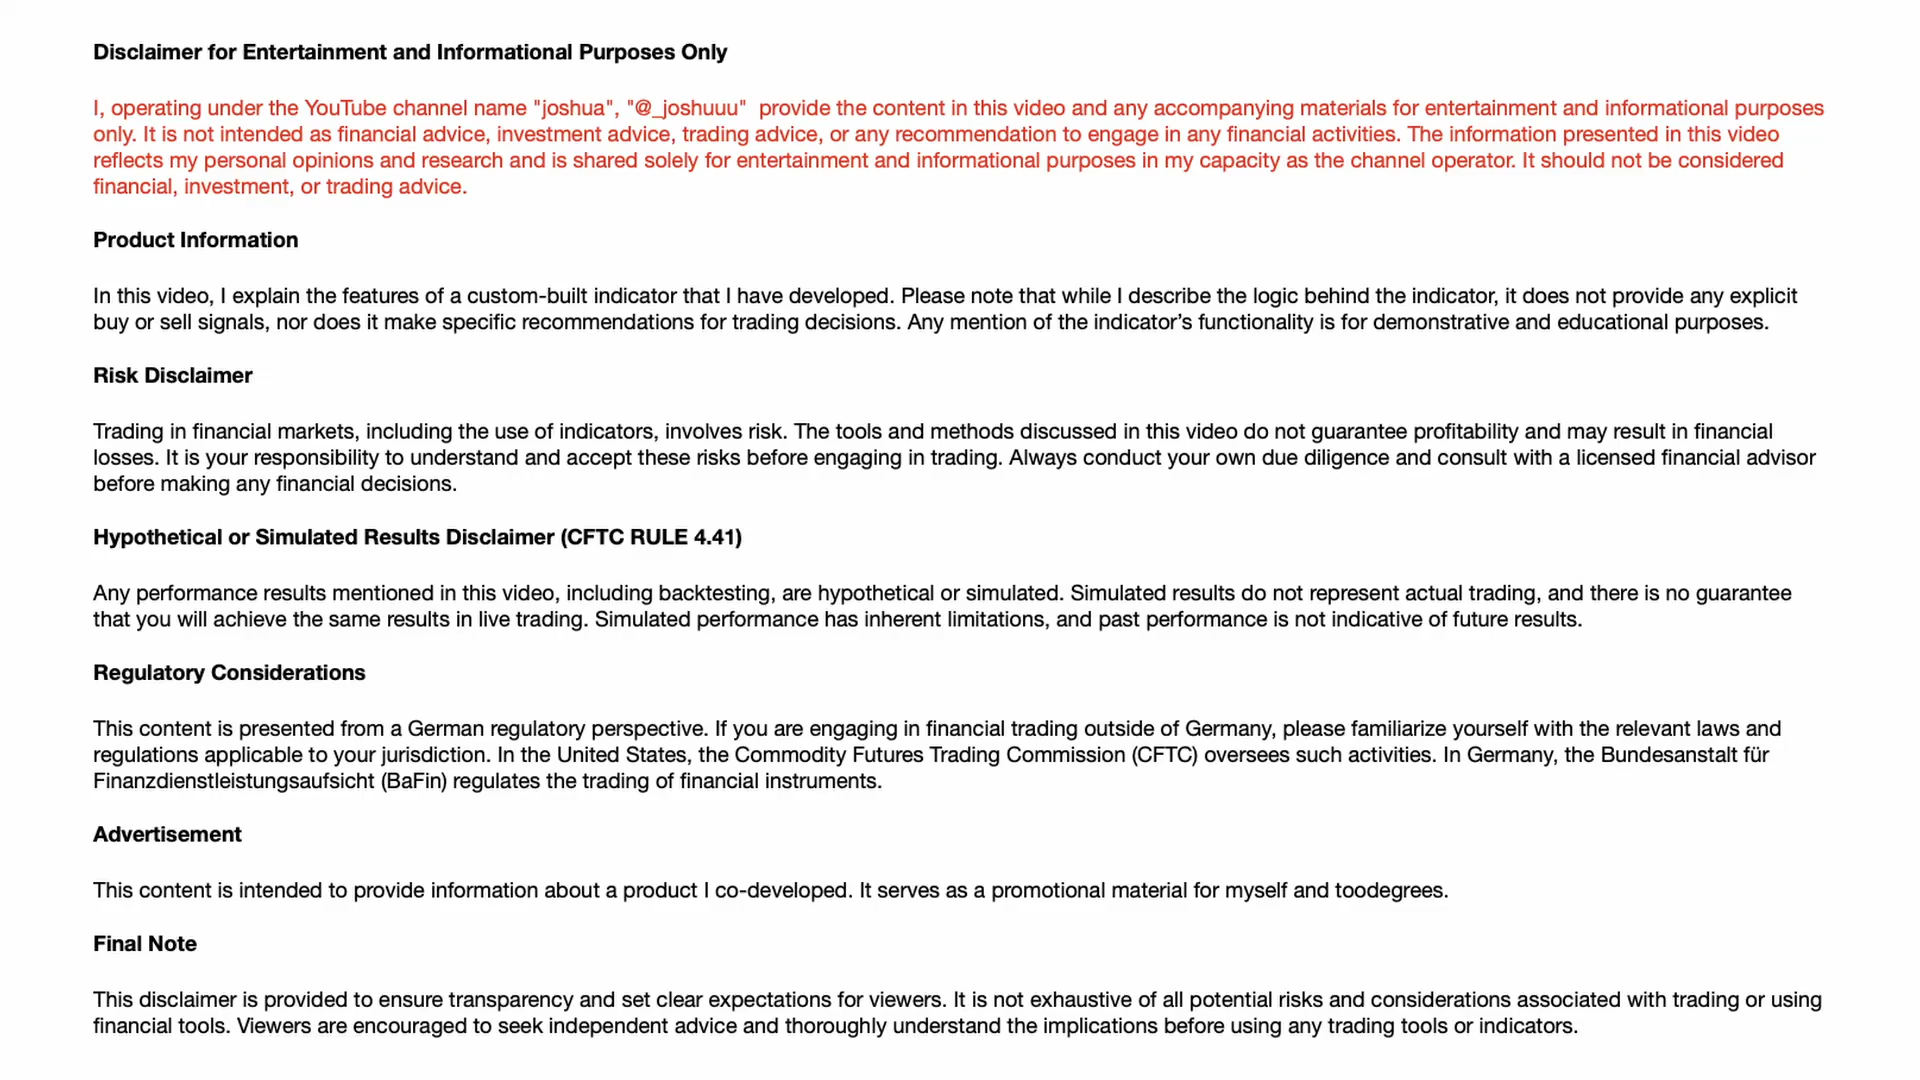 Disclaimer for Entertainment and Informational Purposes Only
I, operating under the YouTube channel name "joshua", "@_joshuuu"  provide the content in this video and any accompanying materials for entertainment and informational purposes
only. It is not intended as financial advice, investment advice, trading advice, or any recommendation to engage in any financial activities. The information presented in this video
reflects my personal opinions and research and is shared solely for entertainment and informational purposes in my capacity as the channel operator. It should not be considered
financial, investment, or trading advice.
Product Information
In this video, I explain the features of a custom-built indicator that I have developed. Please note that while I describe the logic behind the indicator, it does not provide any explicit
buy or sell signals, nor does it make specific recommendations for trading decisions. Any mention of the indicator’s functionality is for demonstrative and educational purposes.
Risk Disclaimer
Trading in financial markets, including the use of indicators, involves risk. The tools and methods discussed in this video do not guarantee profitability and may result in financial
losses. It is your responsibility to understand and accept these risks before engaging in trading. Always conduct your own due diligence and consult with a licensed financial advisor
before making any financial decisions.
Hypothetical or Simulated Results Disclaimer (CFTC RULE 4.41)
Any performance results mentioned in this video, including backtesting, are hypothetical or simulated. Simulated results do not represent actual trading, and there is no guarantee
that you will achieve the same results in live trading. Simulated performance has inherent limitations, and past performance is not indicative of future results.
Regulatory Considerations
This content is presented from a German regulatory perspective. If you are engaging in financial trading outside of Germany, please familiarize yourself with the relevant laws and
regulations applicable to your jurisdiction. In the United States, the Commodity Futures Trading Commission (CFTC) oversees such activities. In Germany, the Bundesanstalt für
Finanzdienstleistungsaufsicht (BaFin) regulates the trading of financial instruments.
Advertisement
This content is intended to provide information about a product I co-developed. It serves as a promotional material for myself and toodegrees.
Final Note
This disclaimer is provided to ensure transparency and set clear expectations for viewers. It is not exhaustive of all potential risks and considerations associated with trading or using
financial tools. Viewers are encouraged to seek independent advice and thoroughly understand the implications before using any trading tools or indicators.